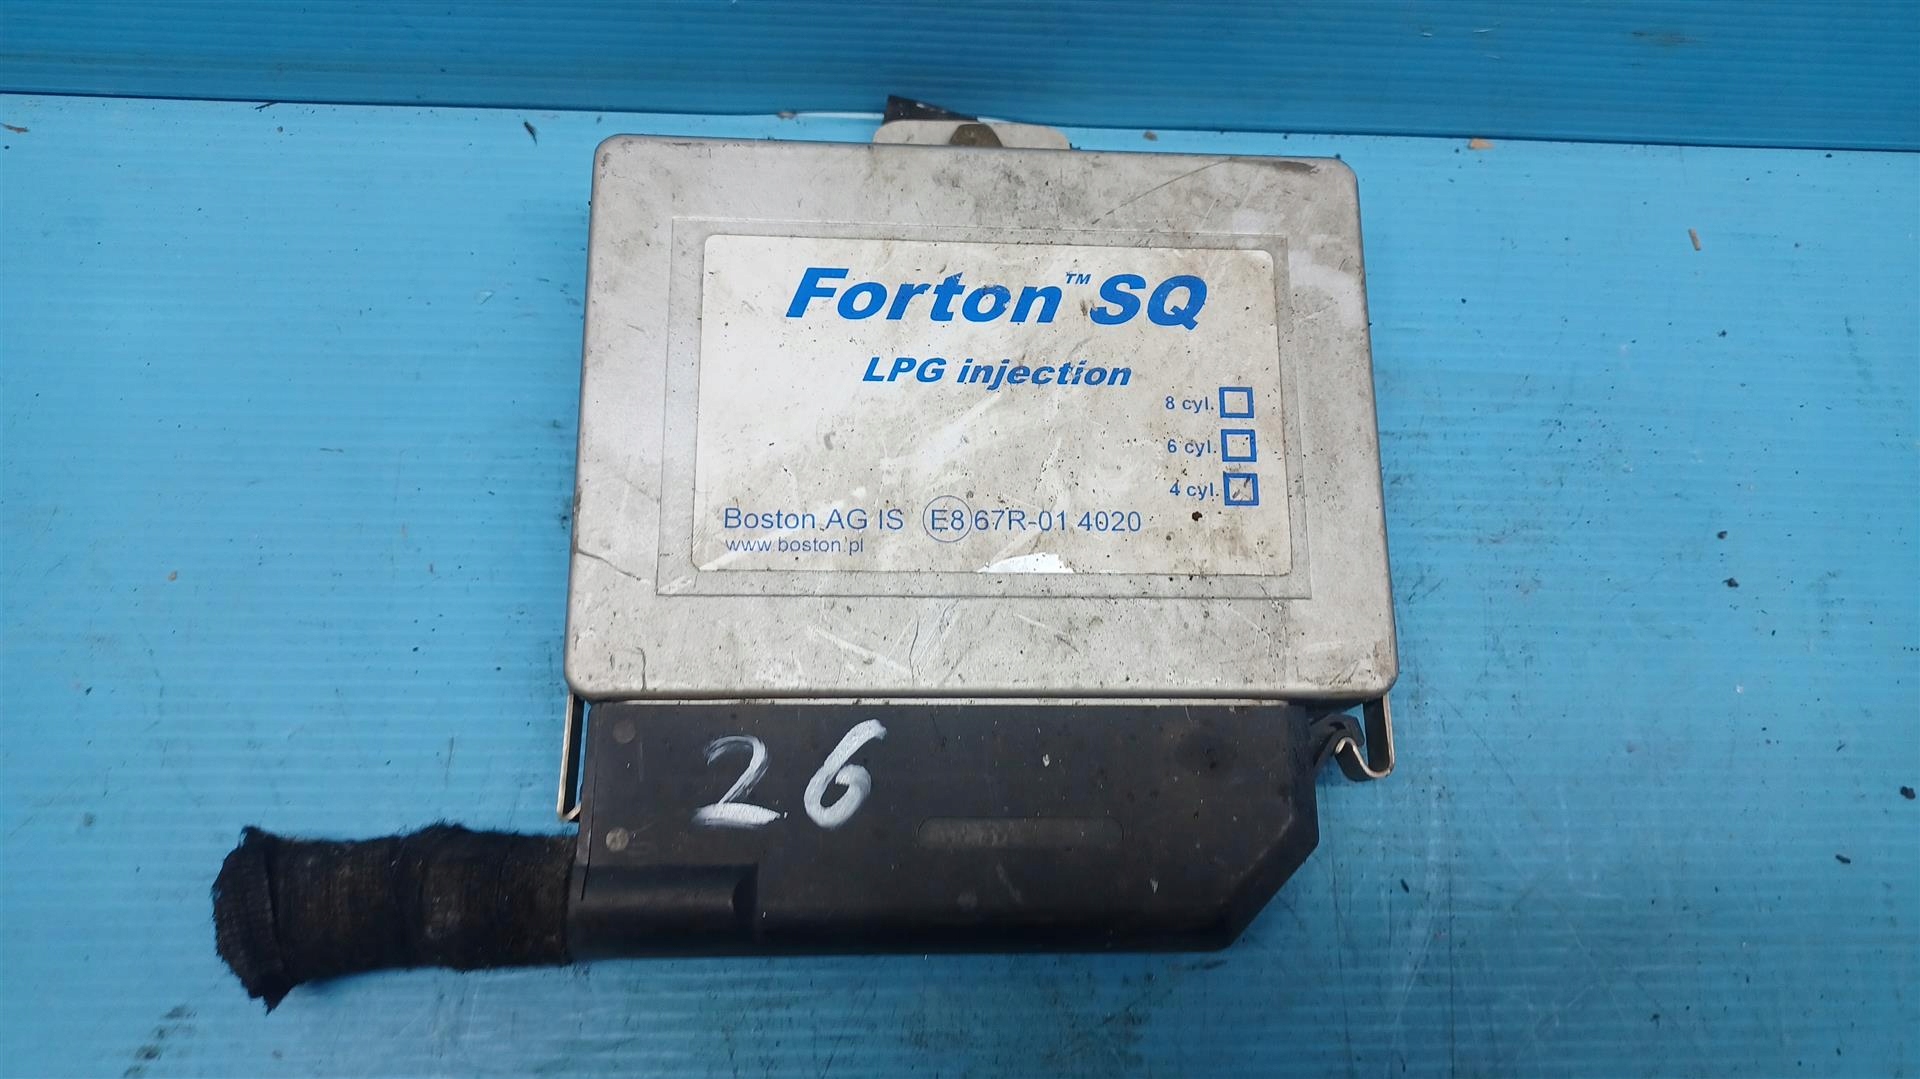 Forton™ SQ
LPG injection
8 cyl.
6 cyl.
4 cyl.
Boston AG IS E8 67R-01 4020
www.boston.pl
26